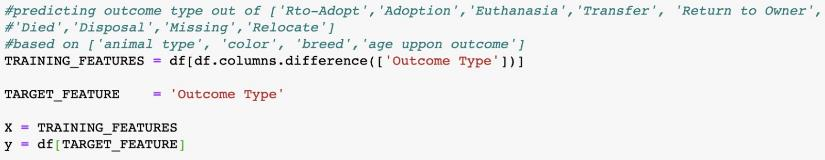 #predicting outcome type out of ['Rto-Adopt','Adoption','Euthanasia','Transfer', 'Return to Owner',
#'Died','Disposal','Missing','Relocate']
#based on ['animal type', 'color', 'breed','age uppon outcome']
TRAINING_FEATURES = df[df.columns.difference(['Outcome Type'])]
TARGET_FEATURE    = 'Outcome Type'
X = TRAINING_FEATURES
y = df[TARGET_FEATURE]